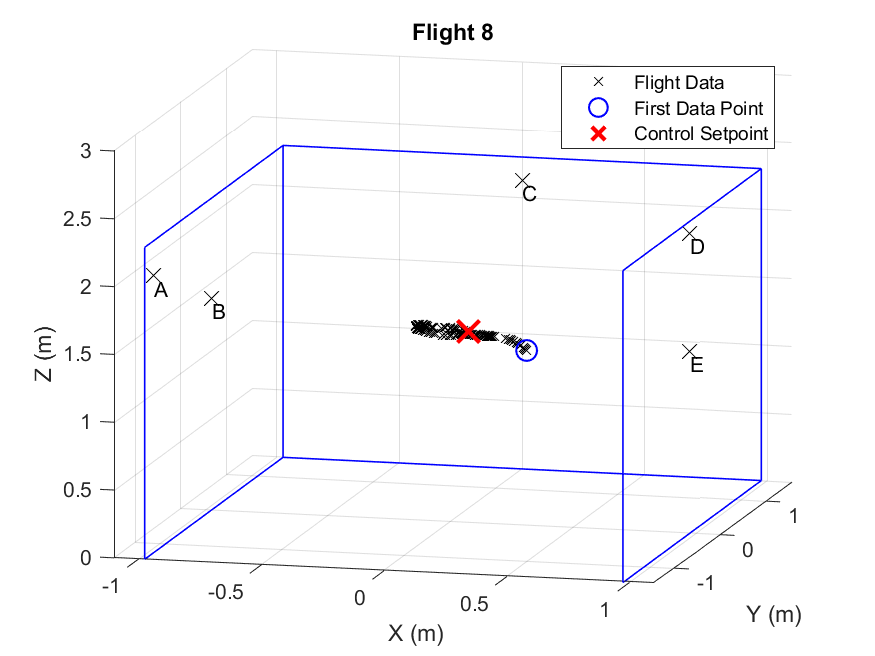 Flight 8
Flight Data
First Data Point
Control Setpoint
3
2.5
2
1.5
1
0.5
0
Z (m)
A
B
C
D
E
-1
-0.5
0
0.5
1
X (m)
-1
0
1
Y (m)